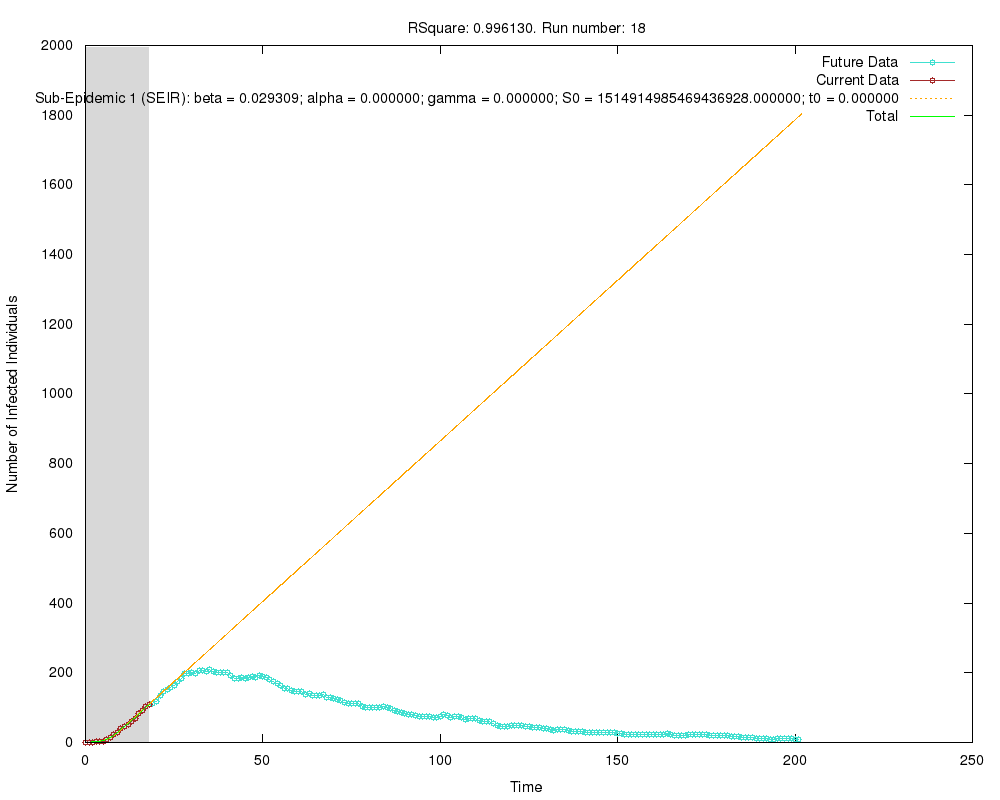 RSquare: 0.996130. Run number: 18
2000
1800
1600
1400
1200
1000
800
600
400
200
0
0 50 100 150 200 250
Number of Infected Individuals
Time
Future Data
Current Data
Sub-Epidemic 1 (SEIR): beta = 0.029309; alpha = 0.000000; gamma = 0.000000; S0 = 1514914985469436928.000000; t0 = 0.000000
Total